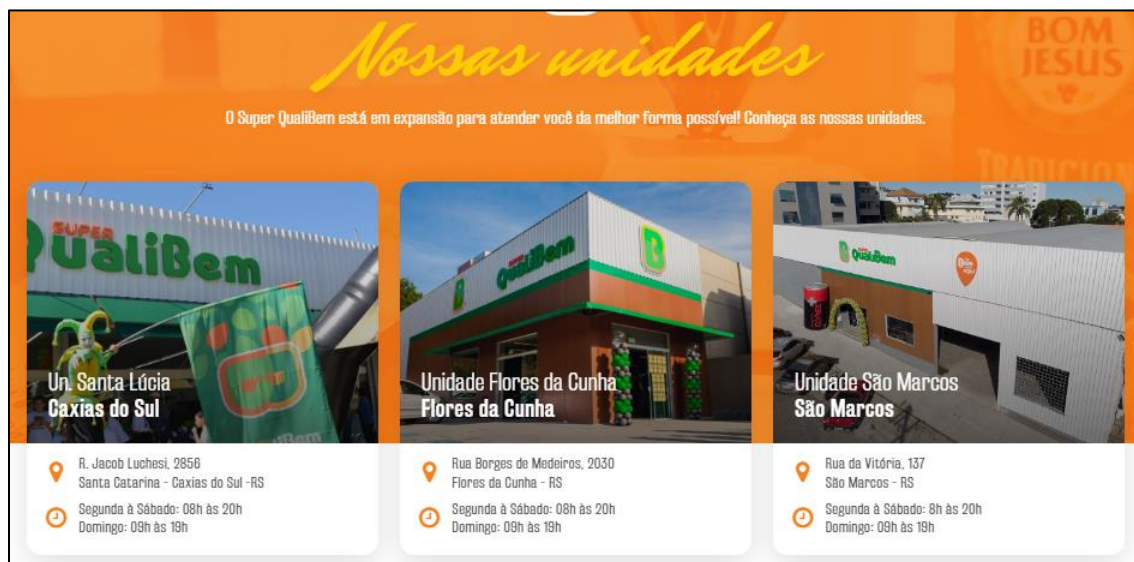 Nossas unidades
O Super QualiBem está em expansão para atender você da melhor forma possível! Conheça as nossas unidades.
BOM
JESUS
TRADICION
SUPER
QualiBem
Un. Santa Lúcia
Caxias do Sul
R. Jacob Luchesi, 2856
Santa Catarina - Caxias do Sul -RS
Segunda à Sábado: 08h às 20h
Domingo: 09h às 19h
SUPER
QualiBem
Unidade Flores da Cunha
Flores da Cunha
Rua Borges de Medeiros, 2030
Flores da Cunha - RS
Segunda à Sábado: 08h às 20h
Domingo: 09h às 19h
QualiBem
Unidade São Marcos
São Marcos
Rua da Vitória, 137
São Marcos - RS
Segunda à Sábado: 8h às 20h
Domingo: 09h às 19h